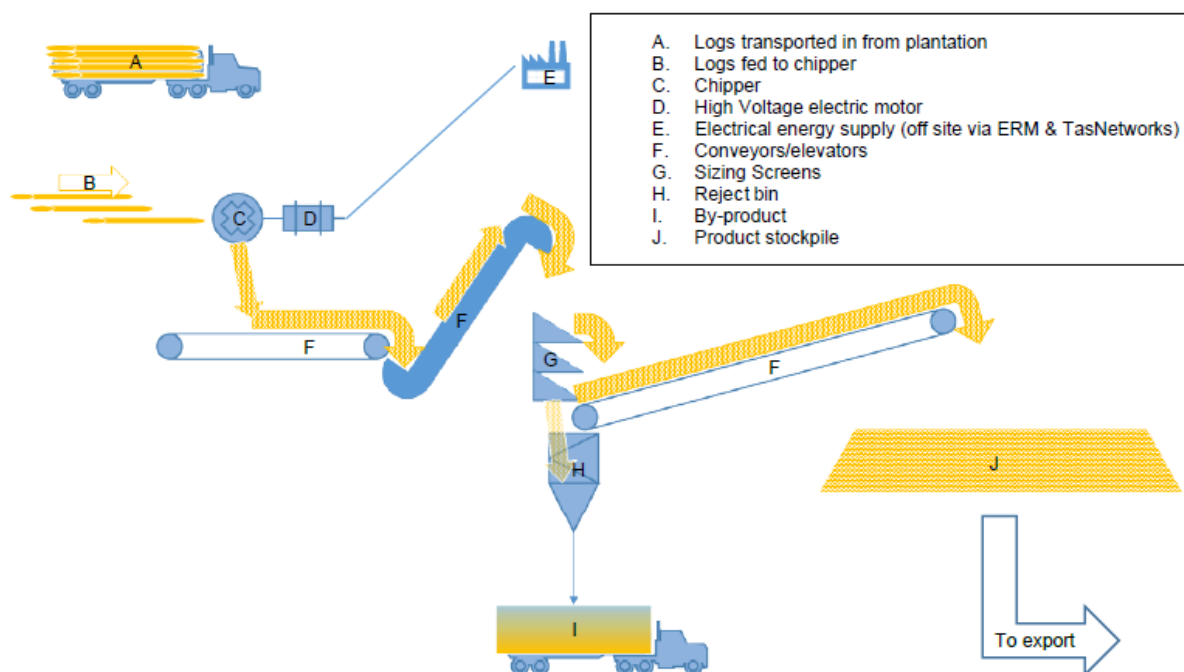 A
E
A. Logs transported in from plantation
B. Logs fed to chipper
C. Chipper
D. High Voltage electric motor
E. Electrical energy supply (off site via ERM & TasNetworks)
F. Conveyors/elevators
G. Sizing Screens
H. Reject bin
I. By-product
J. Product stockpile
B
C
D
F
F
G
F
H
J
I
To export